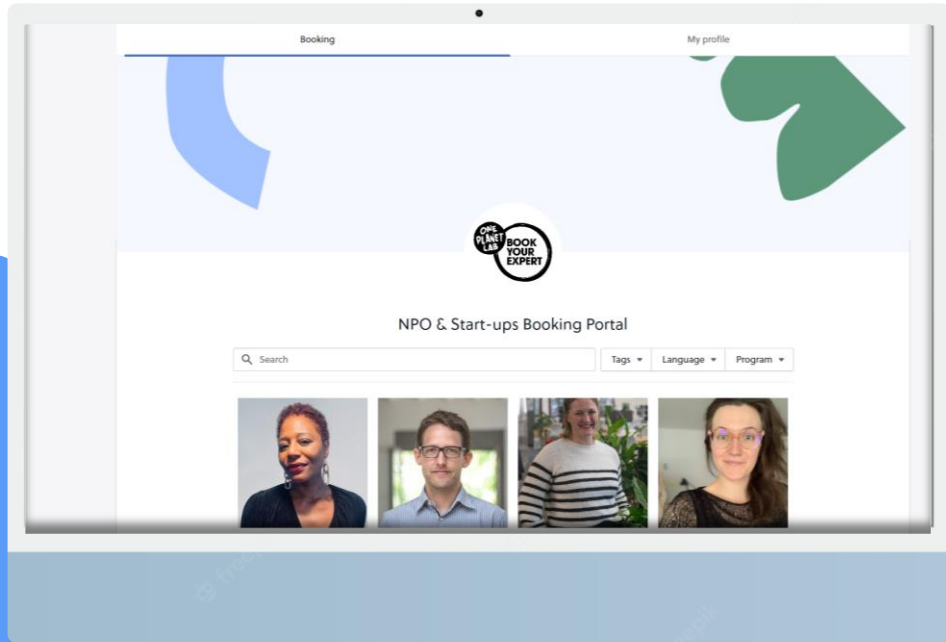 Booking
My profile
ONE
PLANET
LAB
BOOK
YOUR
EXPERT
NPO & Start-ups Booking Portal
Search
Tags
Language
Program